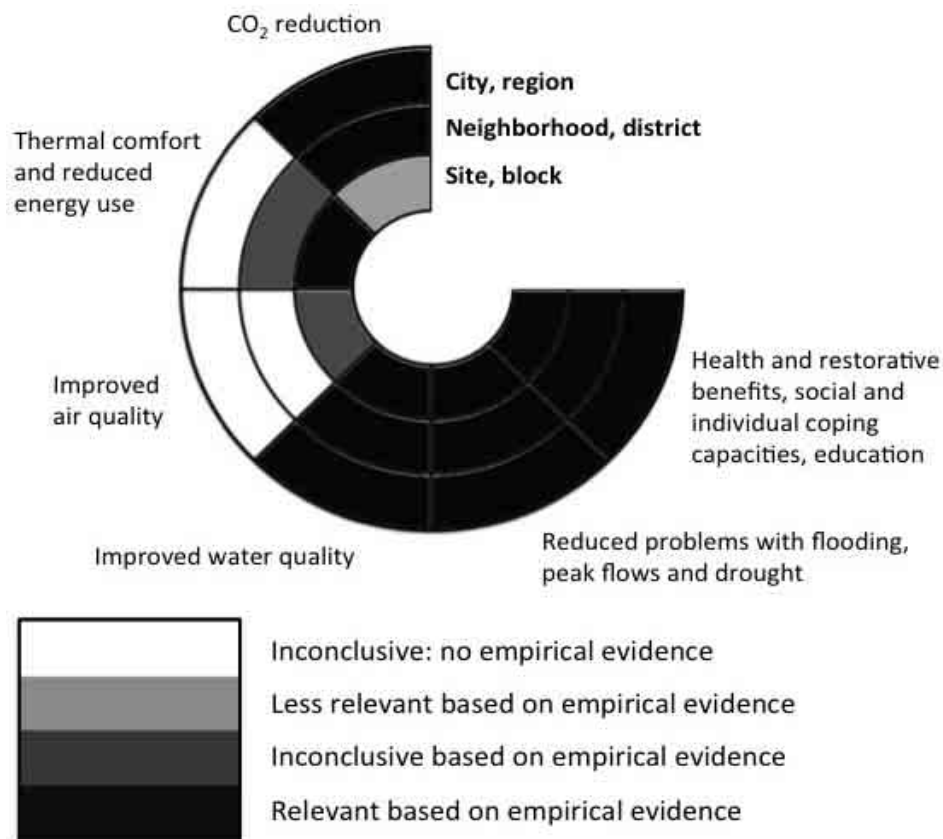 CO₂ reduction
City, region
Neighborhood, district
Site, block
Thermal comfort
and reduced
energy use
Improved
air quality
Health and restorative
benefits, social and
individual coping
capacities, education
Improved water quality
Reduced problems with flooding,
peak flows and drought
Inconclusive: no empirical evidence
Less relevant based on empirical evidence
Inconclusive based on empirical evidence
Relevant based on empirical evidence